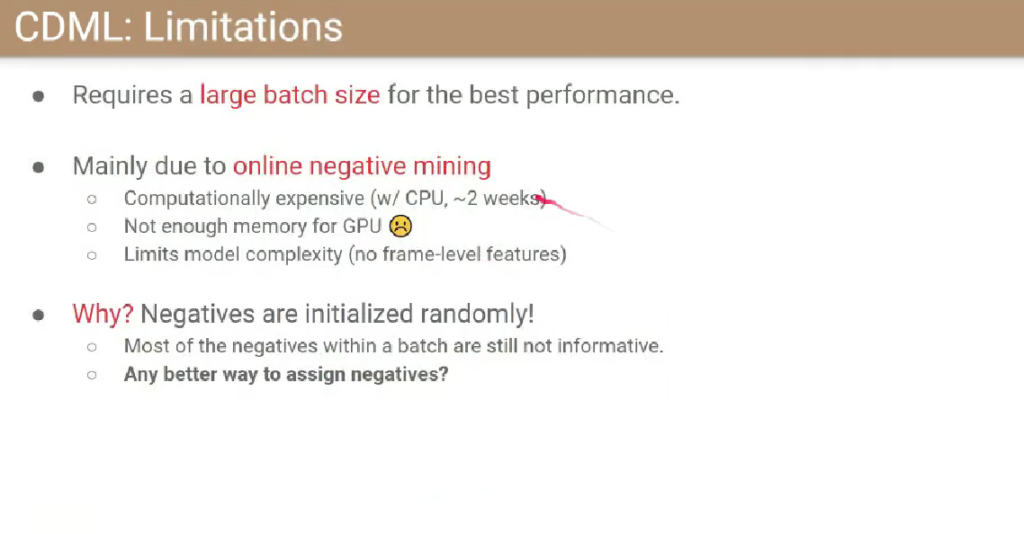 CDML: Limitations
● Requires a large batch size for the best performance.
● Mainly due to online negative mining
○ Computationally expensive (w/ CPU, ~2 weeks)
○ Not enough memory for GPU ☹️
○ Limits model complexity (no frame-level features)
● Why? Negatives are initialized randomly!
○ Most of the negatives within a batch are still not informative.
○ Any better way to assign negatives?